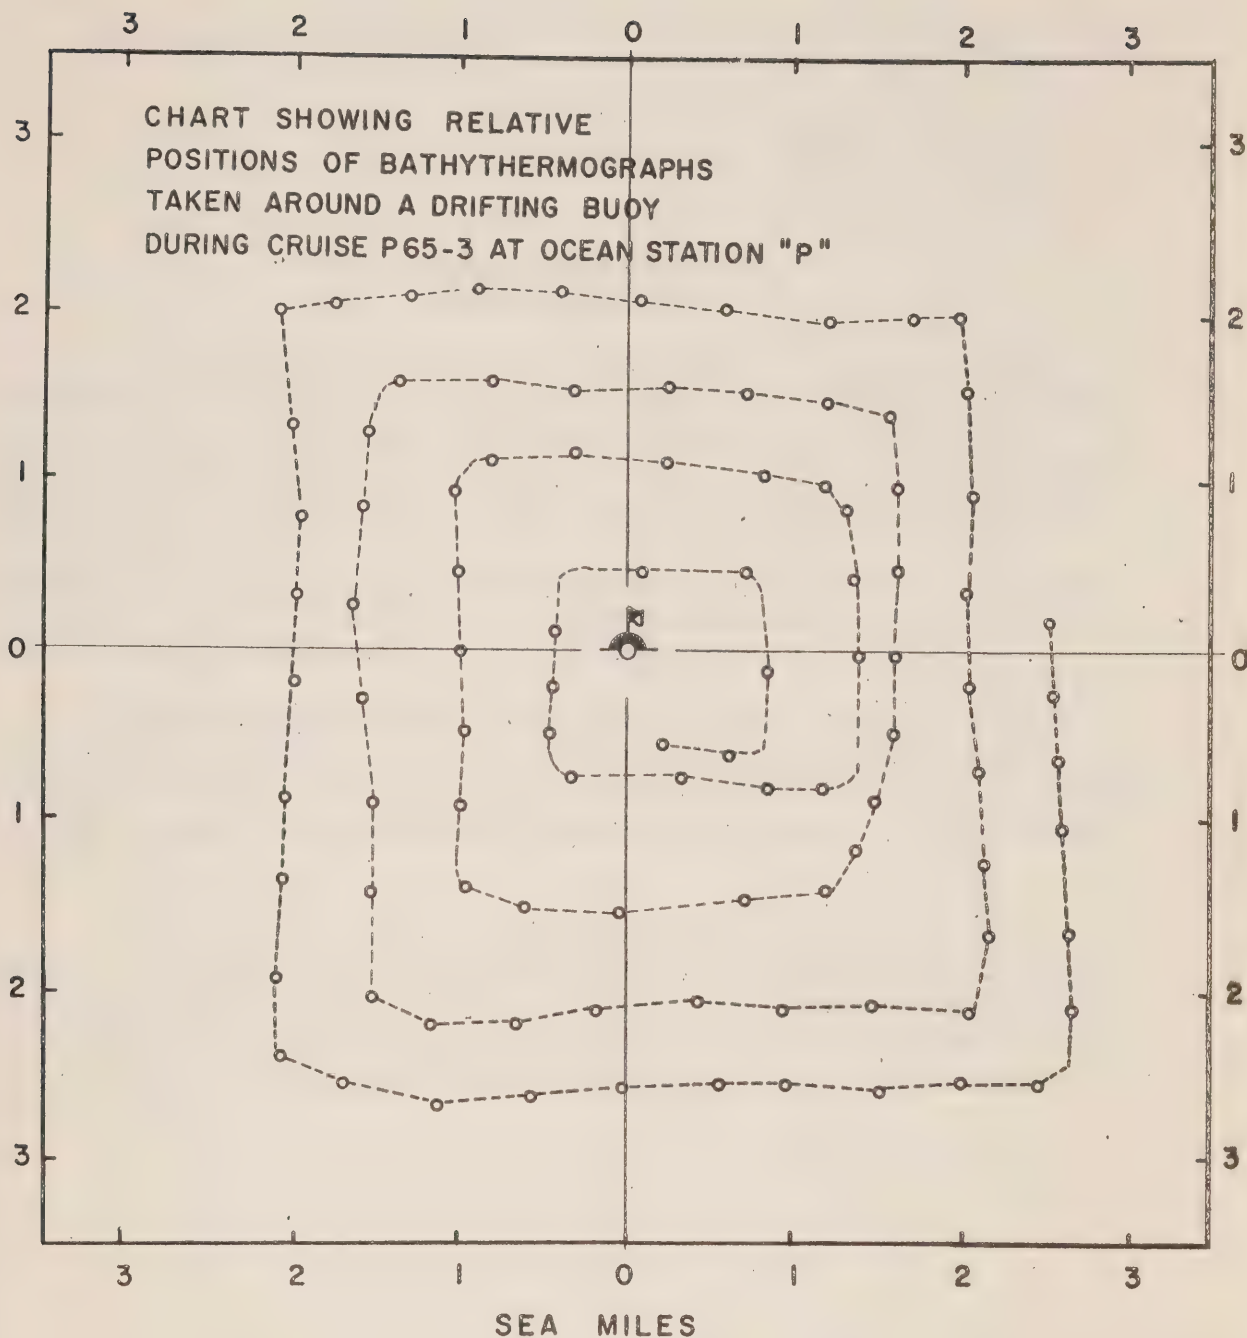 3 2 1 0 1 2 3
CHART SHOWING RELATIVE
POSITIONS OF BATHYTHERMOGRAPHS
TAKEN AROUND A DRIFTING BUOY
DURING CRUISE P65-3 AT OCEAN STATION "P"
3 3
2 2
1 1
0 0
1 1
2 2
3 3
3 2 1 0 1 2 3
SEA MILES